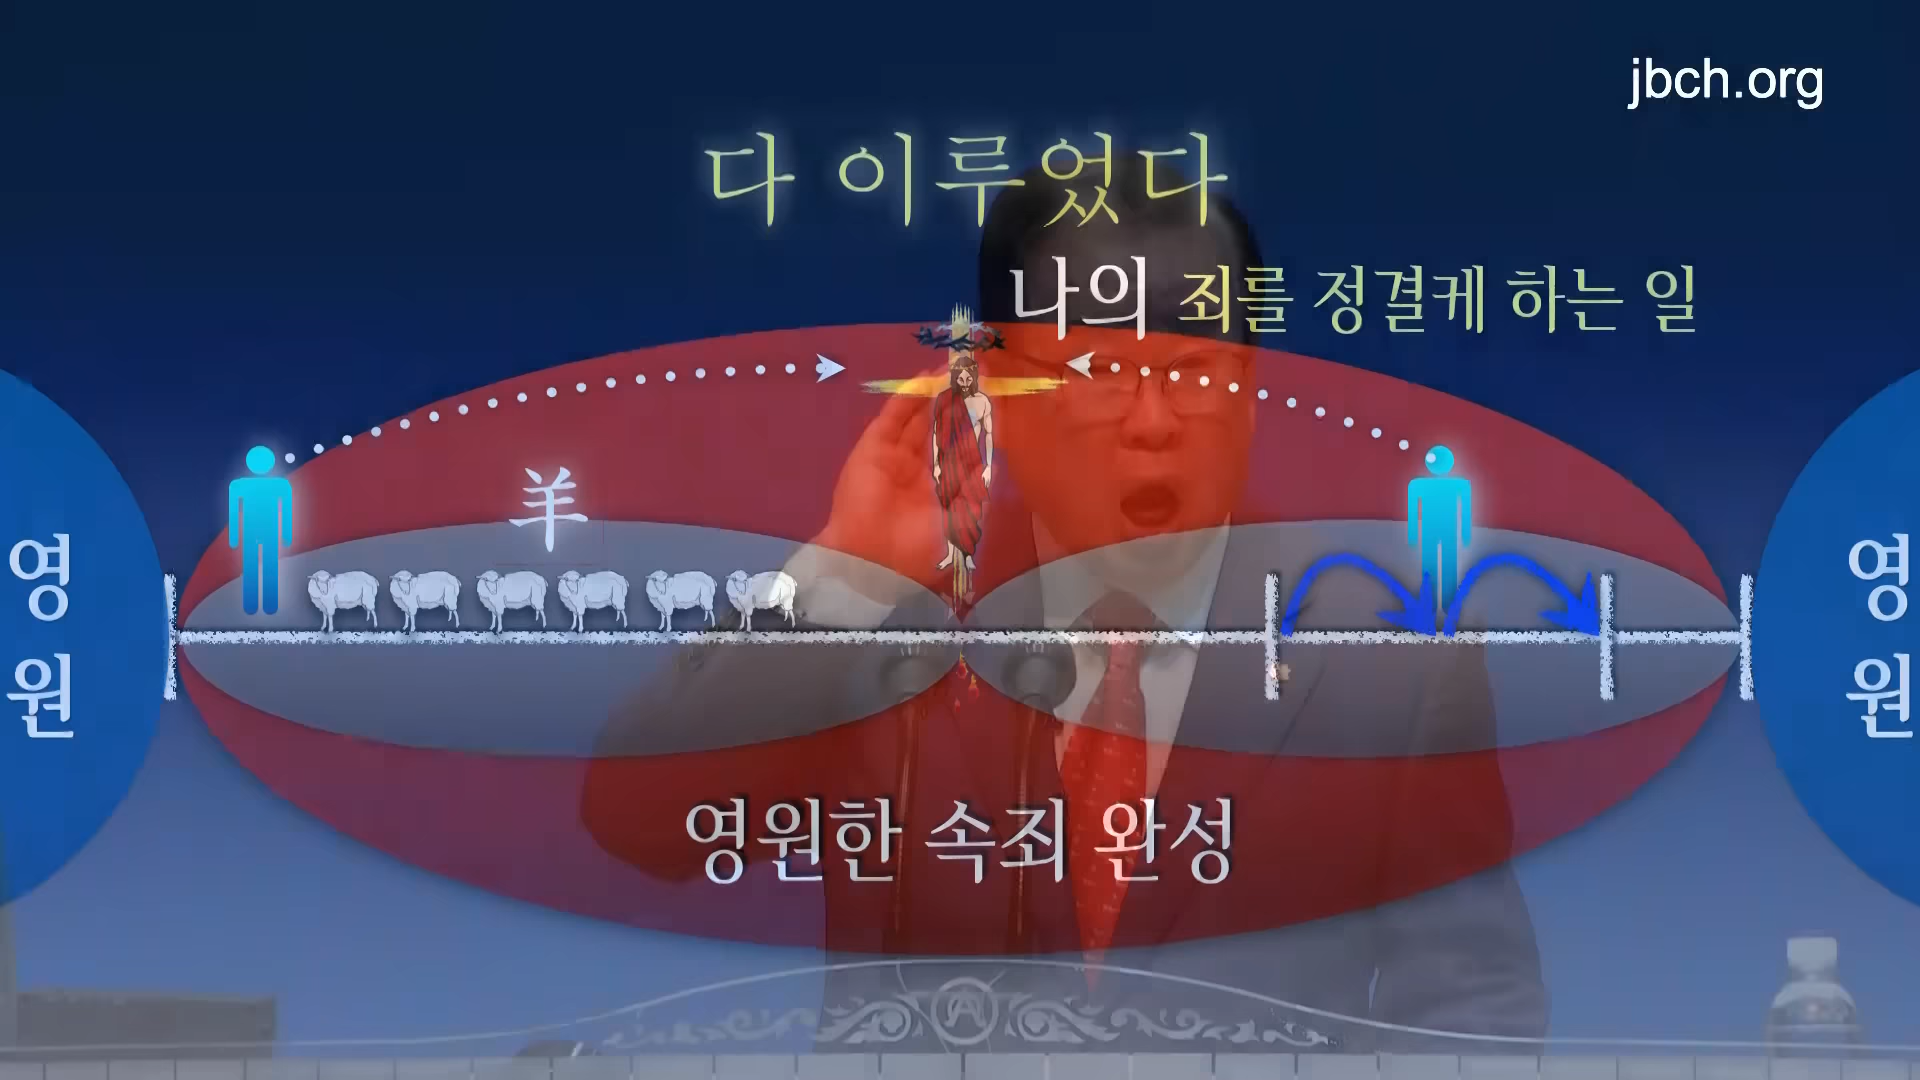 jbch.org
다 이루었다
나의 죄를 정결케 하는 일
羊
영원
영원
영원한 속죄 완성